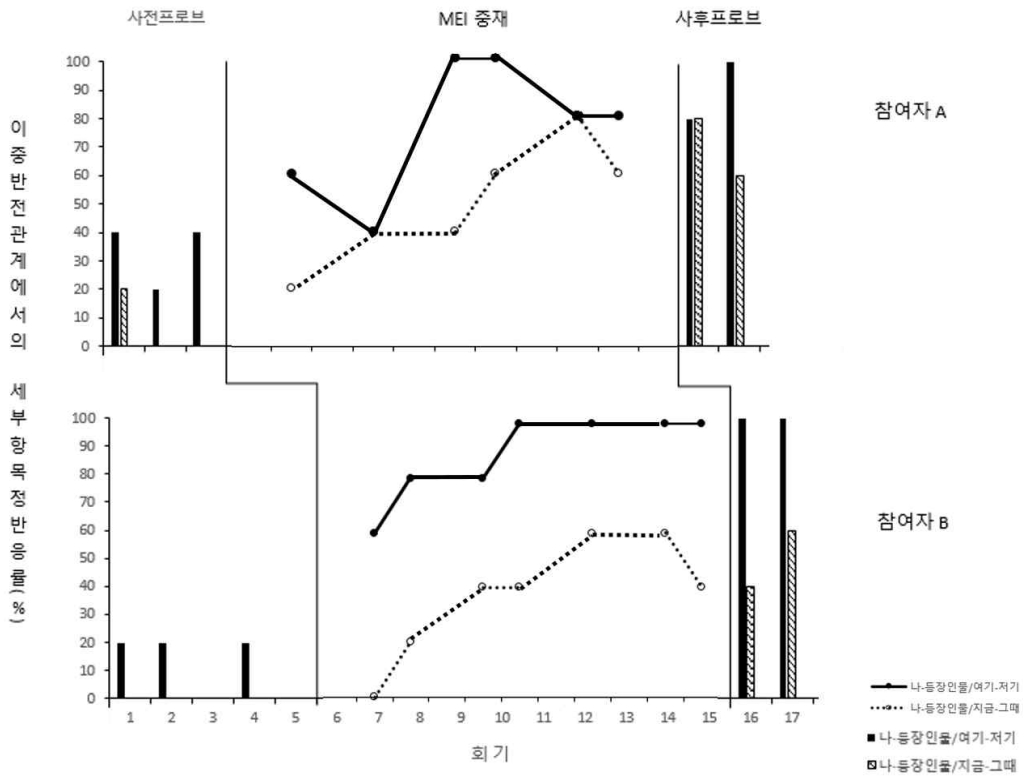 사전프로브 MEI 중재 사후프로브
참여자 A
이중반전관계에서의 세부항목정반응률(%)
100
90
80
70
60
50
40
30
20
10
0
참여자 B
100
90
80
70
60
50
40
30
20
10
0
1 2 3 4 5 6 7 8 9 10 11 12 13 14 15 16 17
회 기
나-등장인물/여기-저기
나-등장인물/지금-그때
나-등장인물/여기-저기
나-등장인물/지금-그때